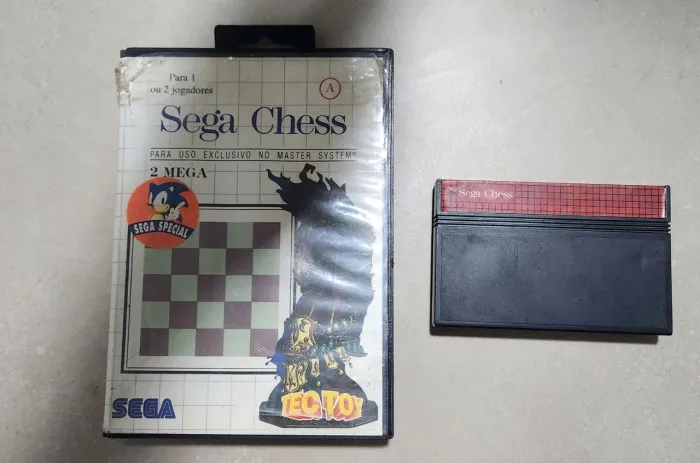 Para 1
ou 2 jogadores
A
Sega Chess
PARA USO EXCLUSIVO NO MASTER SYSTEM®
2 MEGA
SEGA SPECIAL
SEGA
TEC TOY
Sega Chess